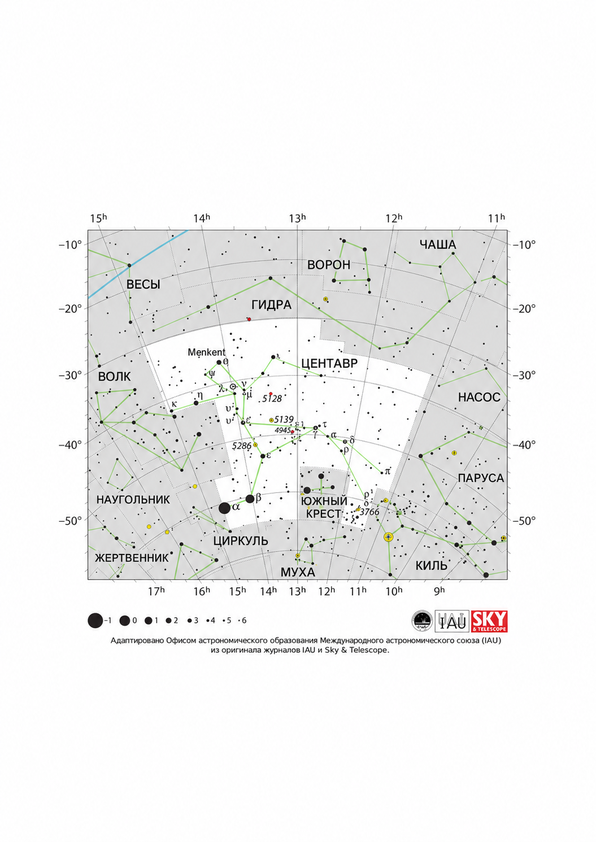 15h 14h 13h 12h 11h
–10° ЧАША –10°
ВОРОН
ВЕСЫ
–20° ГИДРА –20°
Menkent θ ι ЦЕНТАВР
–30° ψ –30°
ВОЛК ν
η μ 5128 НАСОС
κ υ¹
υ² ζ 5139 τ
–40° 4945 γ σ δ –40°
5286 ε ρ
π ПАРУСА
НАУГОЛЬНИК β ЮЖНЫЙ ο¹
α КРЕСТ 3766
–50° –50°
ЦИРКУЛЬ
ЖЕРТВЕННИК МУХА КИЛЬ
17h 16h 15h 14h 13h 12h 11h 10h 9h
–1 0 1 2 3 4 5 6
IAU SKY
& TELESCOPE
Адаптировано Офисом астрономического образования Международного астрономического союза (IAU)
из оригинала журналов IAU и Sky & Telescope.